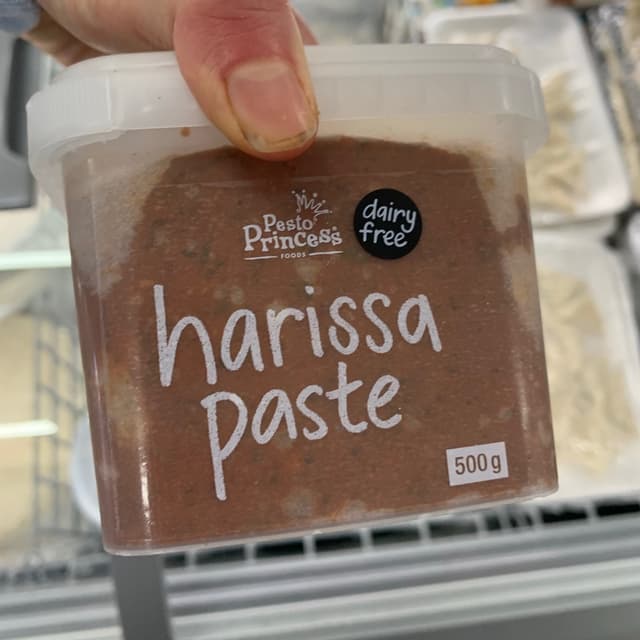 Pesto
Princess
FOODS
dairy
free
harissa
paste
500g